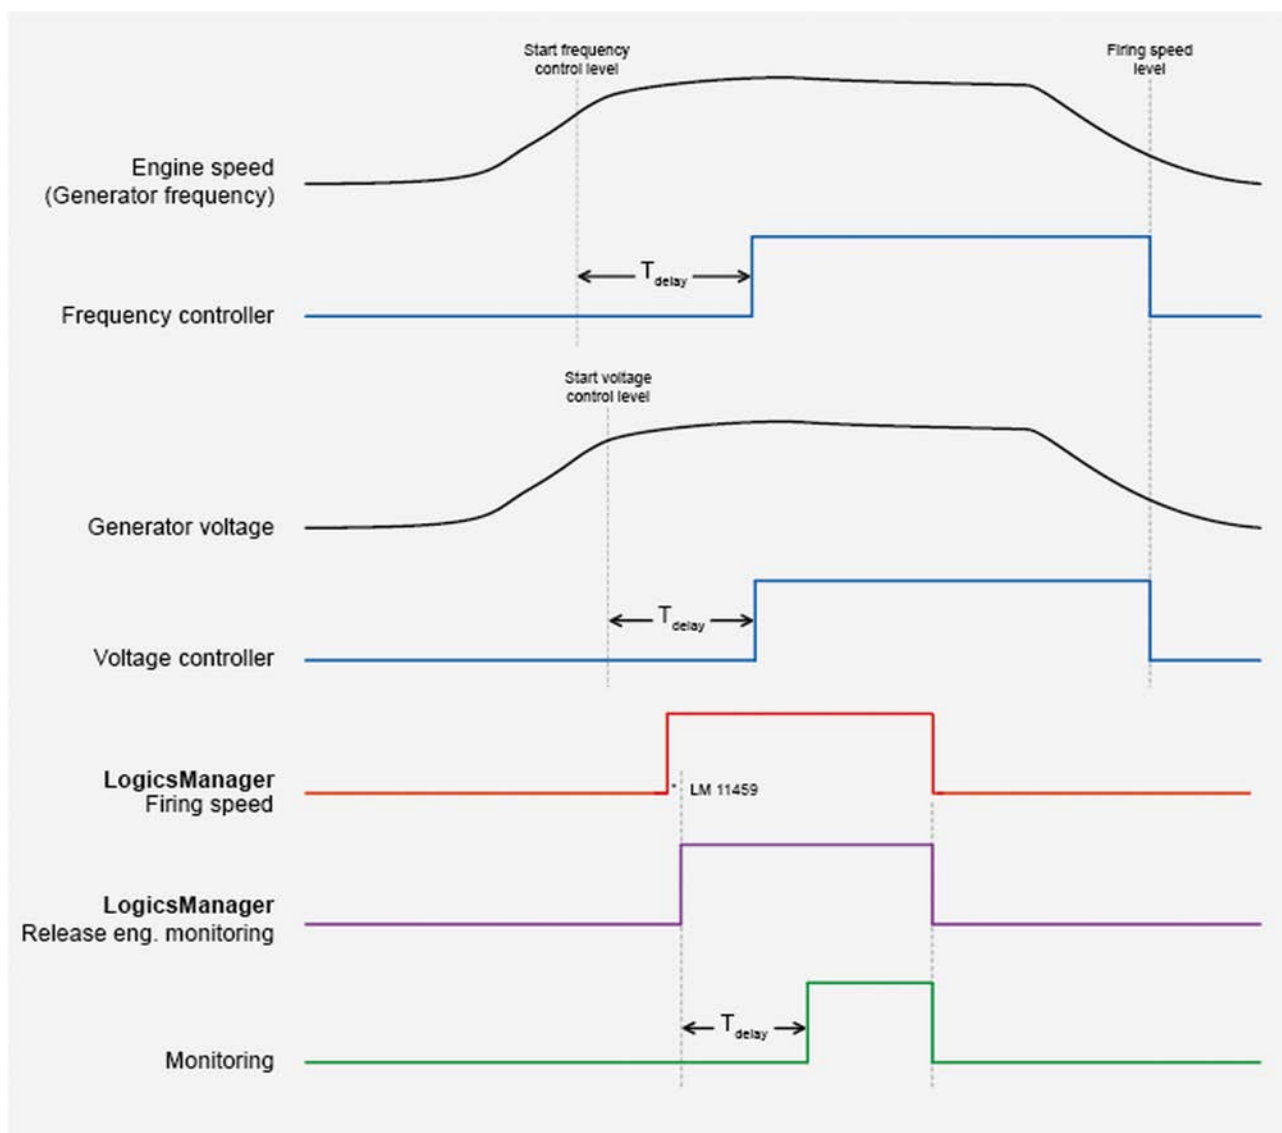 Start frequency
control level
Firing speed
level
Engine speed
(Generator frequency)
Tdelay
Frequency controller
Start voltage
control level
Generator voltage
Tdelay
Voltage controller
LogicsManager
Firing speed
LM 11459
LogicsManager
Release eng. monitoring
Tdelay
Monitoring